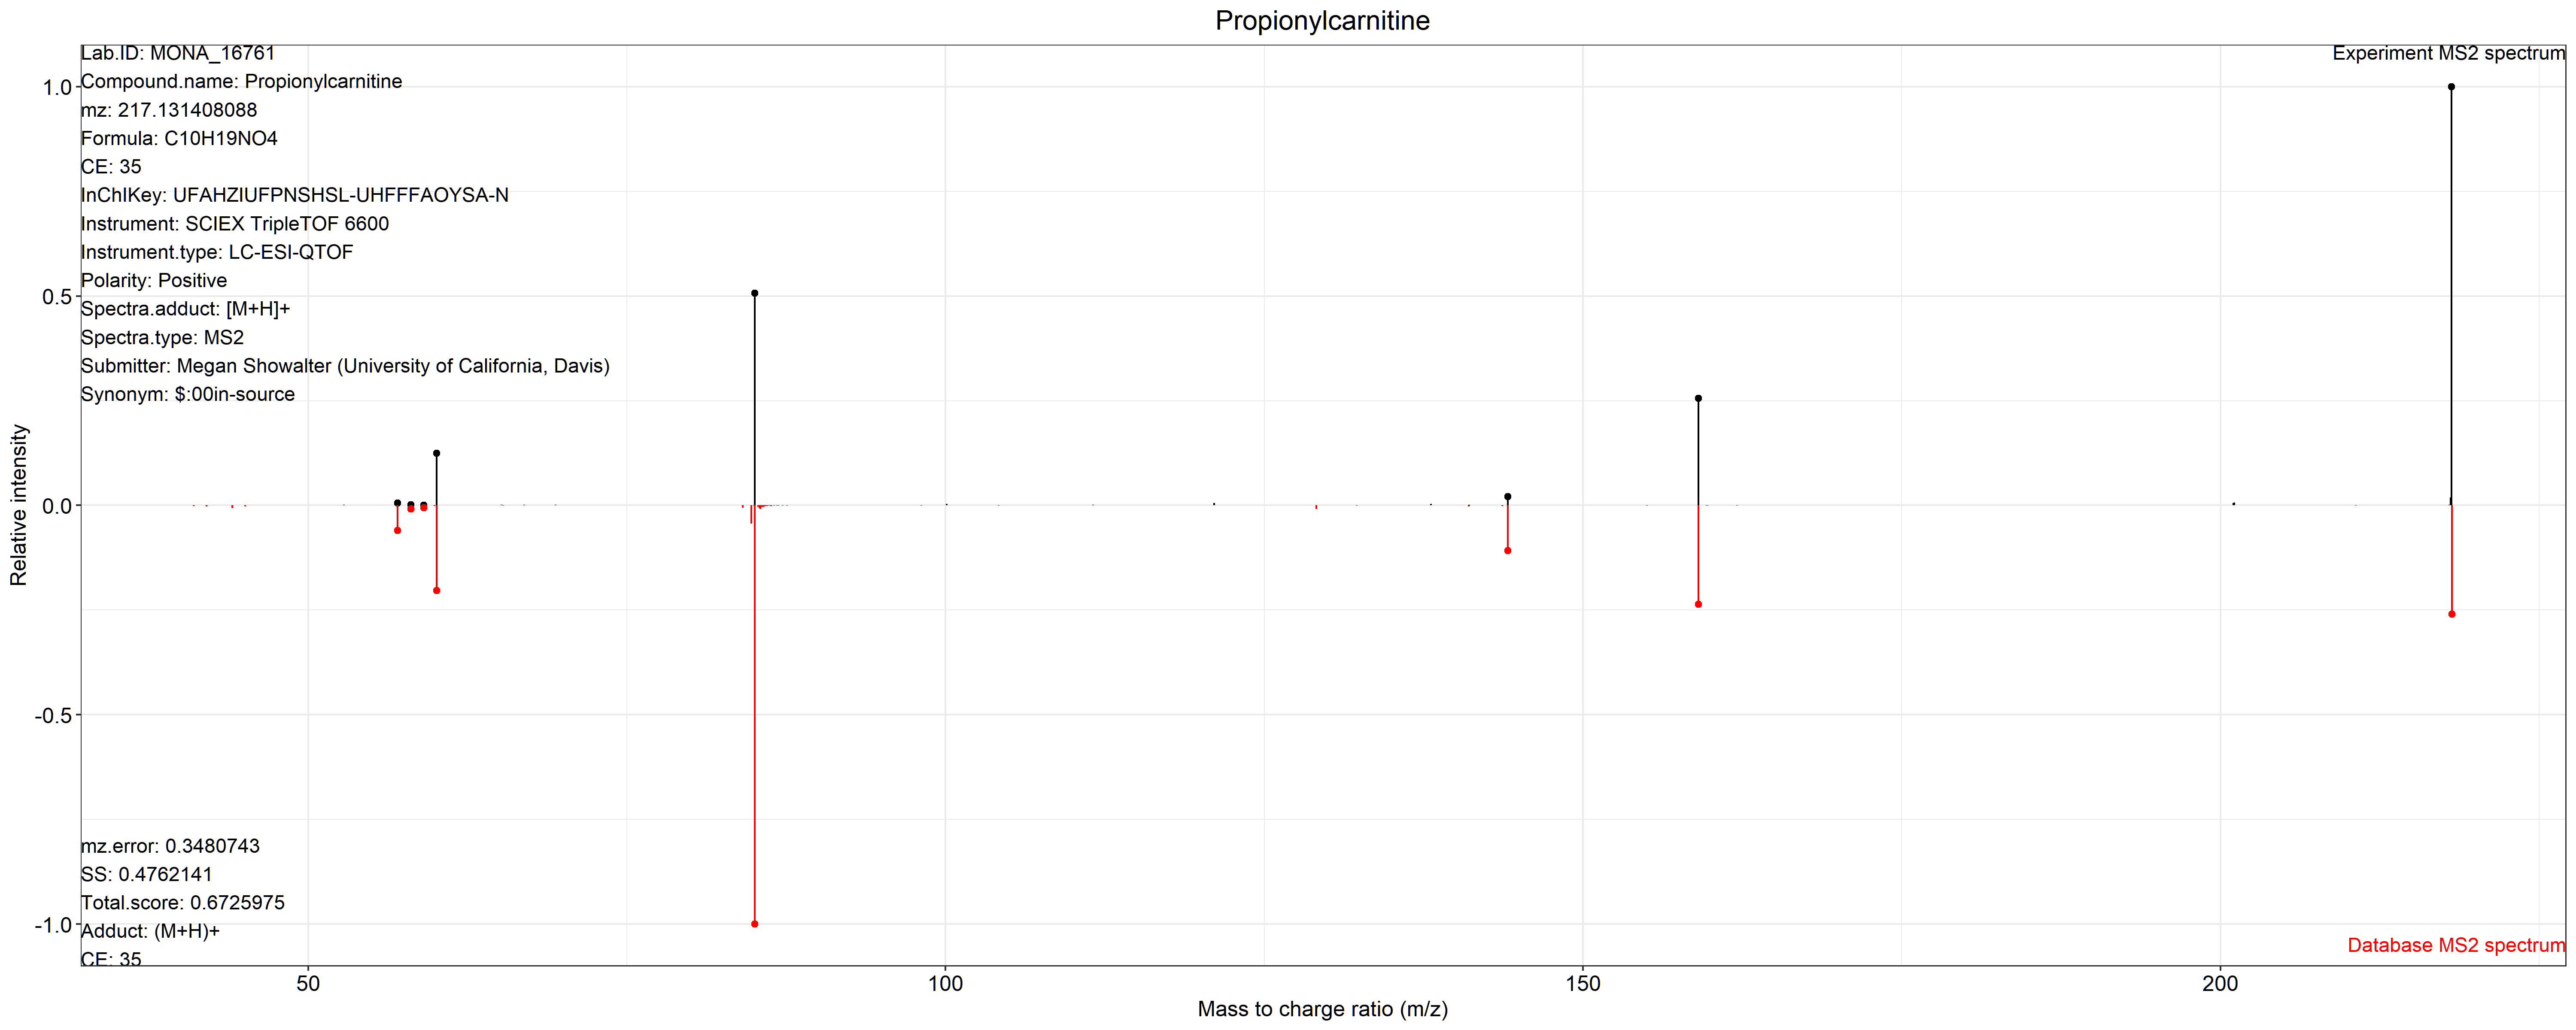 Propionylcarnitine
Lab.ID: MONA_16761
Compound.name: Propionylcarnitine
mz: 217.131408088
Formula: C10H19NO4
CE: 35
InChIKey: UFAHZIUFPNSHSL-UHFFFAOYSA-N
Instrument: SCIEX TripleTOF 6600
Instrument.type: LC-ESI-QTOF
Polarity: Positive
Spectra.adduct: [M+H]+
Spectra.type: MS2
Submitter: Megan Showalter (University of California, Davis)
Synonym: $:00in-source
Experiment MS2 spectrum
1.0
0.5
0.0
-0.5
-1.0
Relative intensity
mz.error: 0.3480743
SS: 0.4762141
Total.score: 0.6725975
Adduct: (M+H)+
CE: 35
Database MS2 spectrum
50
100
150
200
Mass to charge ratio (m/z)